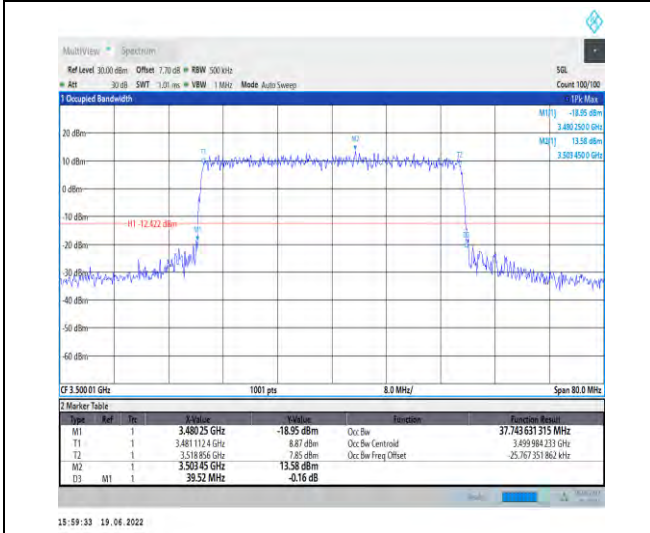 MultiView Spectrum
Ref Level 30.00 dBm Offset 7.70 dB RBW 500 kHz SGL
Att 30 dB SWT 1.01 ms VBW 1 MHz Mode Auto Sweep Count 100/100
1 Occupied Bandwidth 1Pk Max
M1[1] -18.95 dBm
3.480 250 0 GHz
M2[1] 13.58 dBm
3.503 450 0 GHz
20 dBm
M2
T1 T2
10 dBm
0 dBm
-10 dBm
H1 -12.422 dBm
M1
-20 dBm
-30 dBm
-40 dBm
-50 dBm
-60 dBm
CF 3.500 01 GHz 1001 pts 8.0 MHz/ Span 80.0 MHz
2 Marker Table
Type Ref Trc X-Value Y-Value Function Function Result
M1 1 3.480 25 GHz -18.95 dBm Occ Bw 37.743 631 315 MHz
T1 1 3.481 112 4 GHz 8.87 dBm Occ Bw Centroid 3.499 984 233 GHz
T2 1 3.518 856 GHz 7.85 dBm Occ Bw Freq Offset -25.767 351 862 kHz
M2 1 3.503 45 GHz 13.58 dBm
D3 M1 1 39.52 MHz -0.16 dB
Ready
15:59:33 19.06.2022